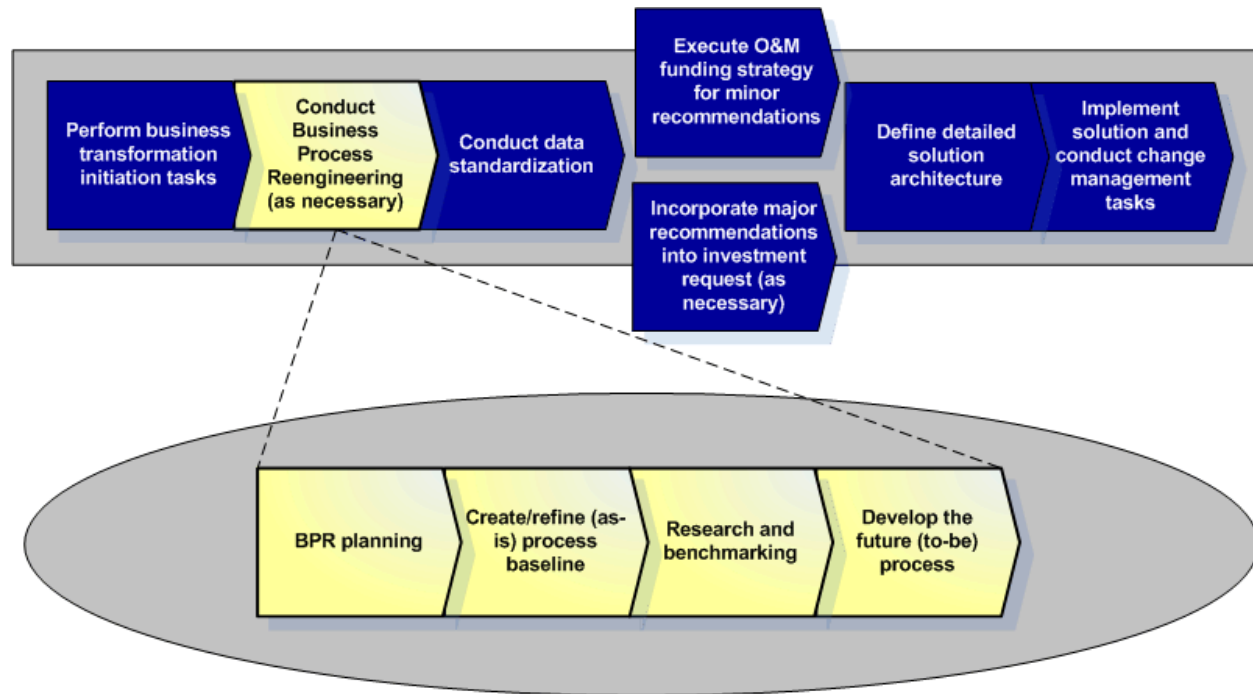 Perform business
transformation
initiation tasks
Conduct
Business
Process
Reengineering
(as necessary)
Conduct data
standardization
Execute O&M
funding strategy
for minor
recommendations
Incorporate major
recommendations
into investment
request (as
necessary)
Define detailed
solution
architecture
Implement
solution and
conduct change
management
tasks
BPR planning
Create/refine (as-
is) process
baseline
Research and
benchmarking
Develop the
future (to-be)
process